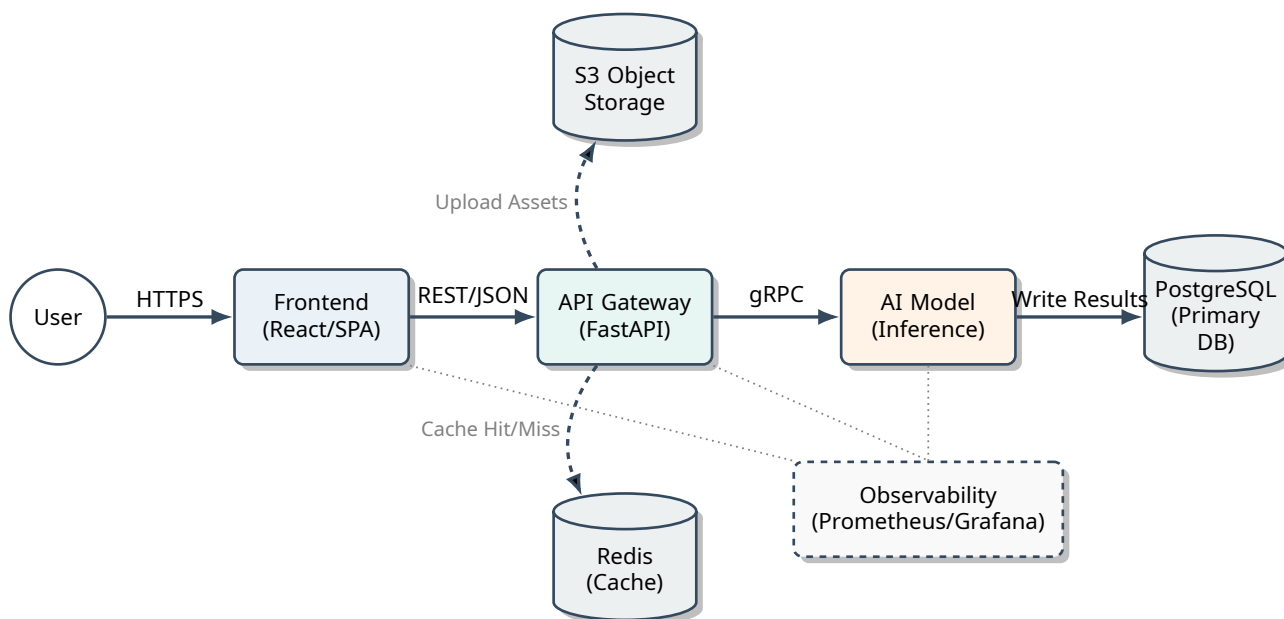 S3 Object
Storage
Upload Assets
User
HTTPS
Frontend
(React/SPA)
REST/JSON
API Gateway
(FastAPI)
gRPC
AI Model
(Inference)
Write Results
PostgreSQL
(Primary
DB)
Cache Hit/Miss
Observability
(Prometheus/Grafana)
Redis
(Cache)